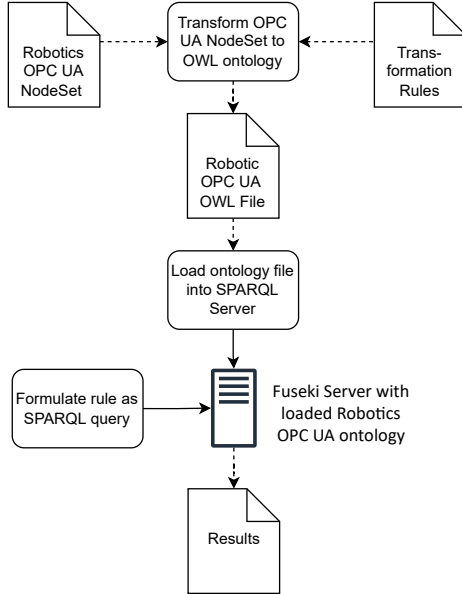 Robotics
OPC UA
NodeSet
Transform OPC
UA NodeSet to
OWL ontology
Trans-
formation
Rules
Robotic
OPC UA
OWL File
Load ontology file
into SPARQL
Server
Formulate rule as
SPARQL query
Fuseki Server with
loaded Robotics
OPC UA ontology
Results